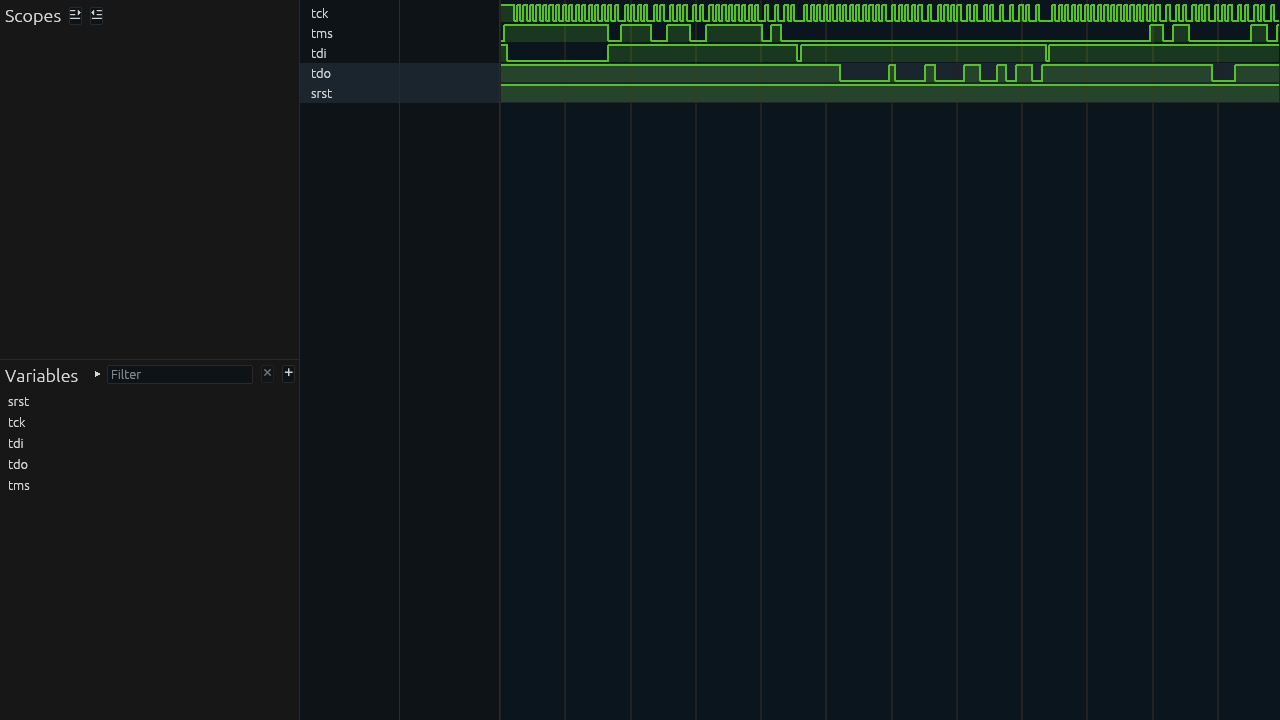 Scopes
tck
tms
tdi
tdo
srst
Variables Filter × +
srst
tck
tdi
tdo
tms